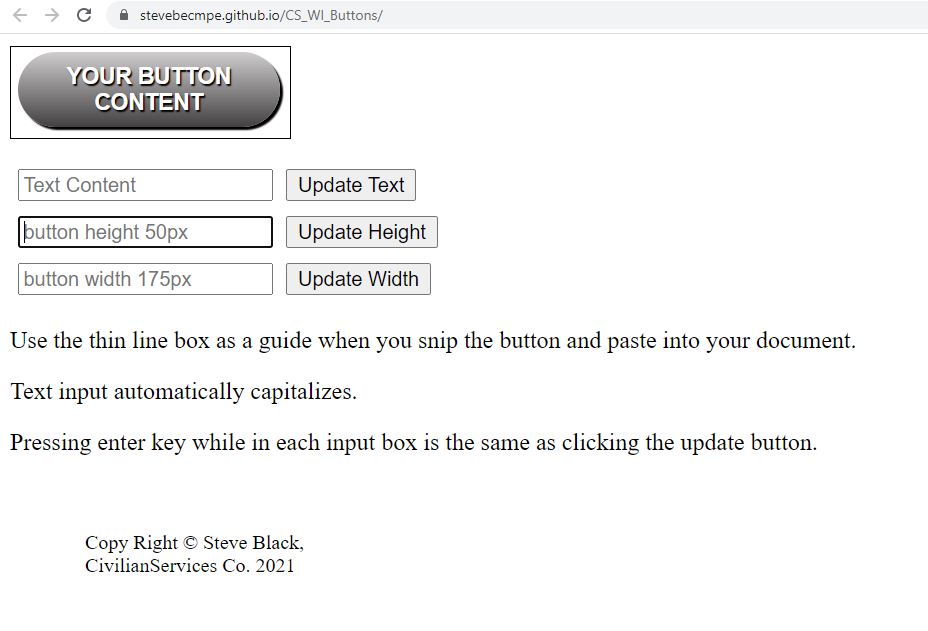 stevebecmpe.github.io/CS_WI_Buttons/
YOUR BUTTON
CONTENT
Text Content Update Text
button height 50px Update Height
button width 175px Update Width
Use the thin line box as a guide when you snip the button and paste into your document.
Text input automatically capitalizes.
Pressing enter key while in each input box is the same as clicking the update button.
Copy Right © Steve Black,
CivilianServices Co. 2021